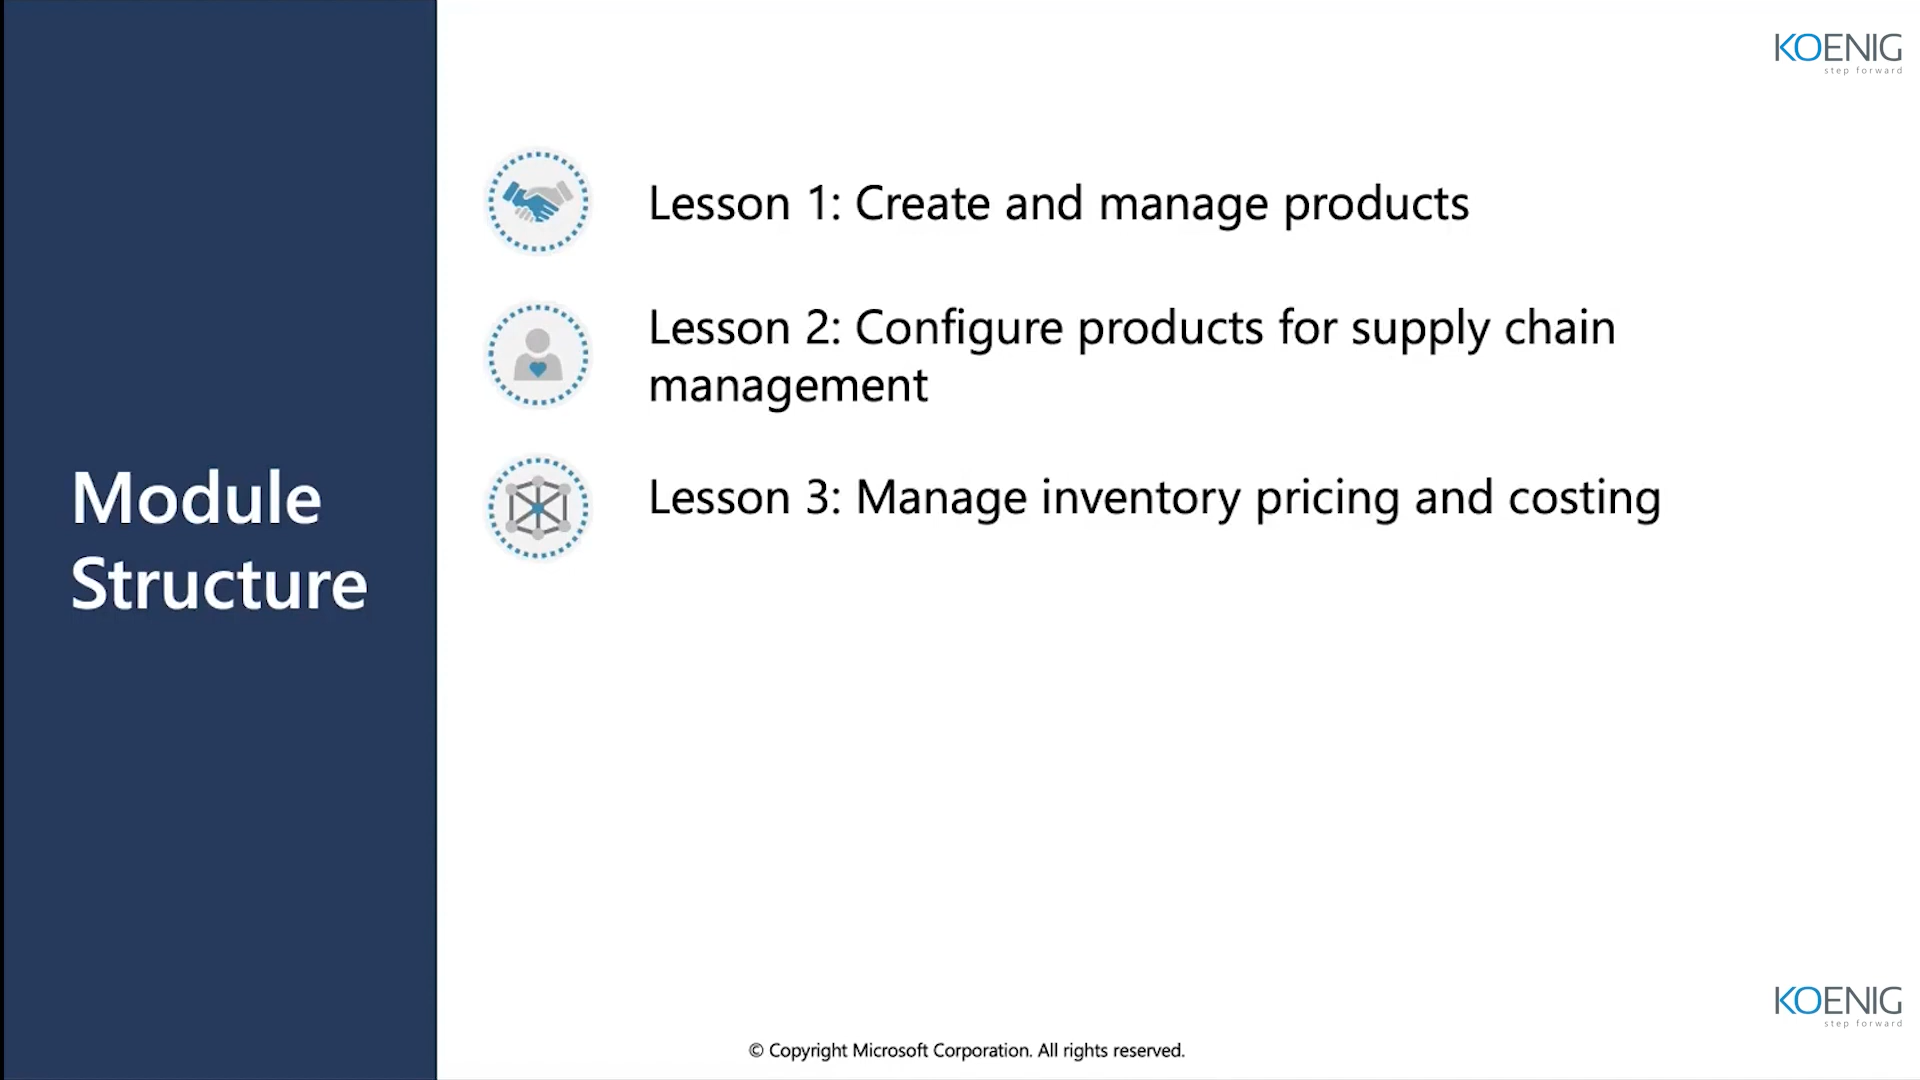 KOENIG
step forward
Module
Structure
Lesson 1: Create and manage products
Lesson 2: Configure products for supply chain
management
Lesson 3: Manage inventory pricing and costing
KOENIG
step forward
© Copyright Microsoft Corporation. All rights reserved.